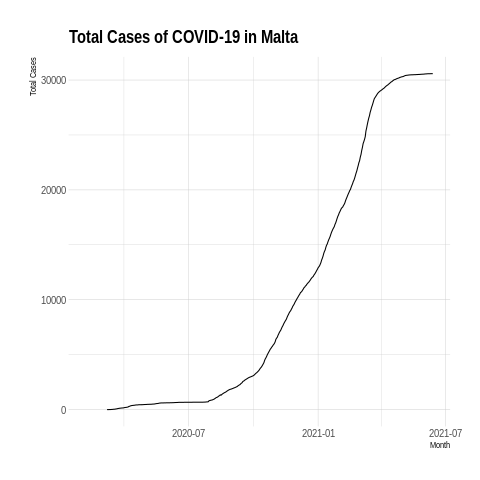 Total Cases of COVID-19 in Malta
Total Cases
30000
20000
10000
0
2020-07
2021-01
2021-07
Month